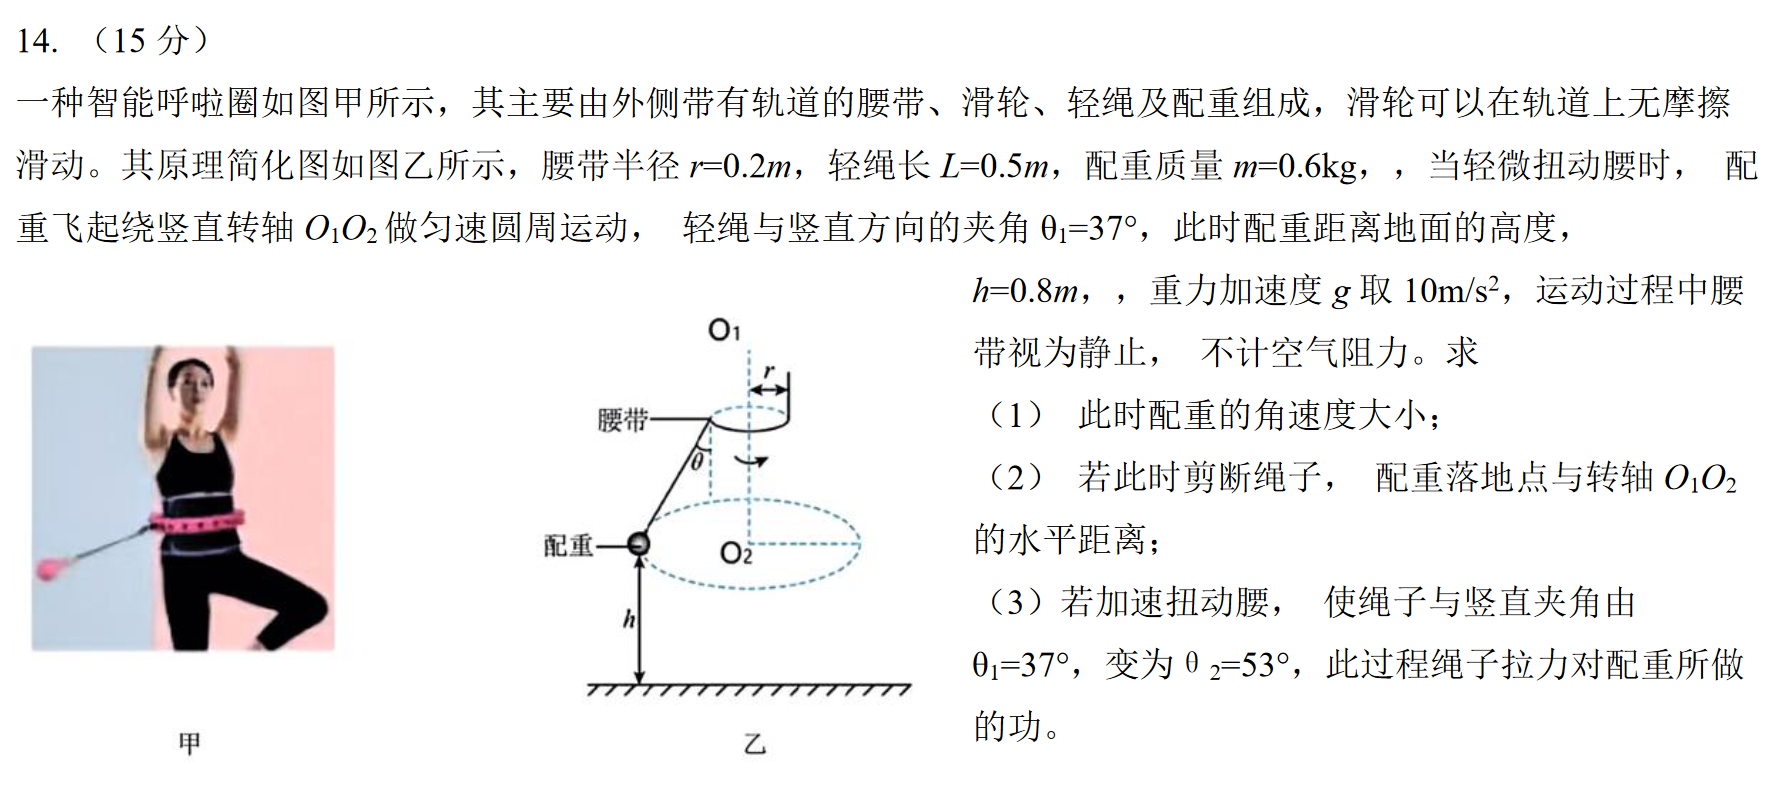 14. （15 分）
一种智能呼啦圈如图甲所示，其主要由外侧带有轨道的腰带、滑轮、轻绳及配重组成，滑轮可以在轨道上无摩擦
滑动。其原理简化图如图乙所示，腰带半径 r=0.2m，轻绳长 L=0.5m，配重质量 m=0.6kg，，当轻微扭动腰时， 配
重飞起绕竖直转轴 O₁O₂ 做匀速圆周运动， 轻绳与竖直方向的夹角 θ₁=37°，此时配重距离地面的高度，
h=0.8m，，重力加速度 g 取 10m/s²，运动过程中腰
带视为静止， 不计空气阻力。求
（1） 此时配重的角速度大小；
（2） 若此时剪断绳子， 配重落地点与转轴 O₁O₂
的水平距离；
（3）若加速扭动腰， 使绳子与竖直夹角由
θ₁=37°，变为 θ ₂=53°，此过程绳子拉力对配重所做
的功。
O₁
r
腰带
θ
配重
O₂
h
甲
乙